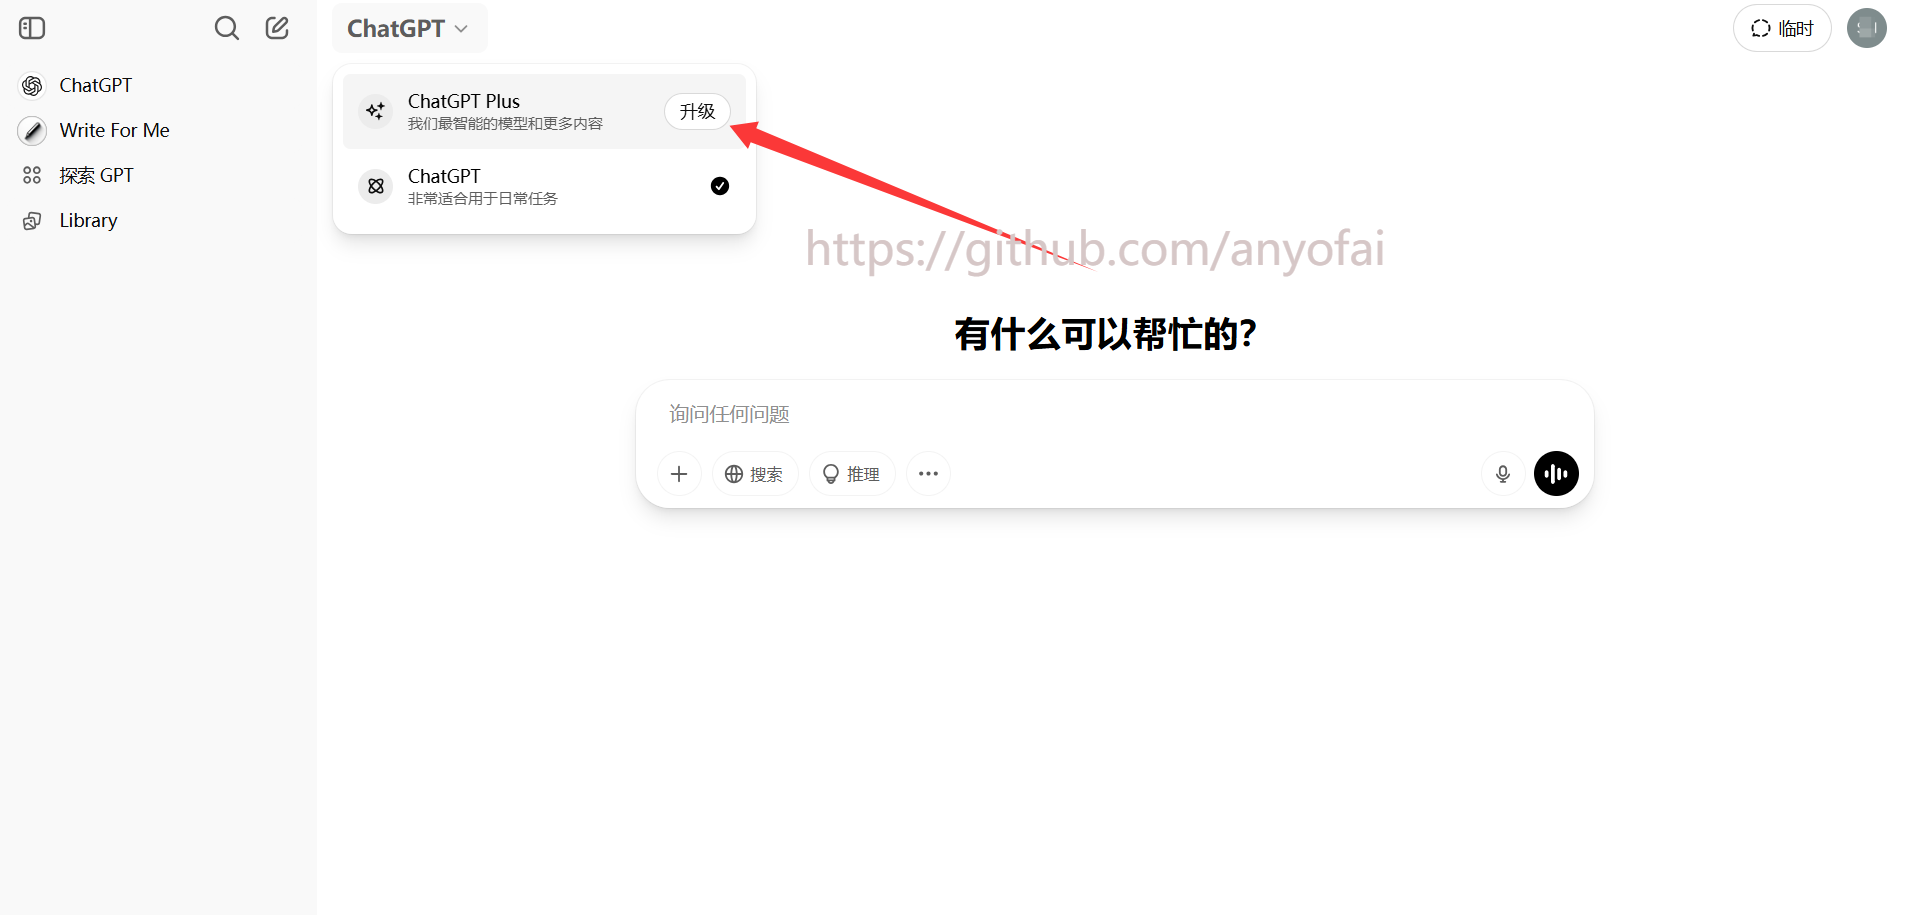 ChatGPT
临时
ChatGPT
Write For Me
探索 GPT
Library
ChatGPT Plus
我们最智能的模型和更多内容
升级
ChatGPT
非常适合用于日常任务
https://github.com/anyofai
有什么可以帮忙的?
询问任何问题
搜索
推理